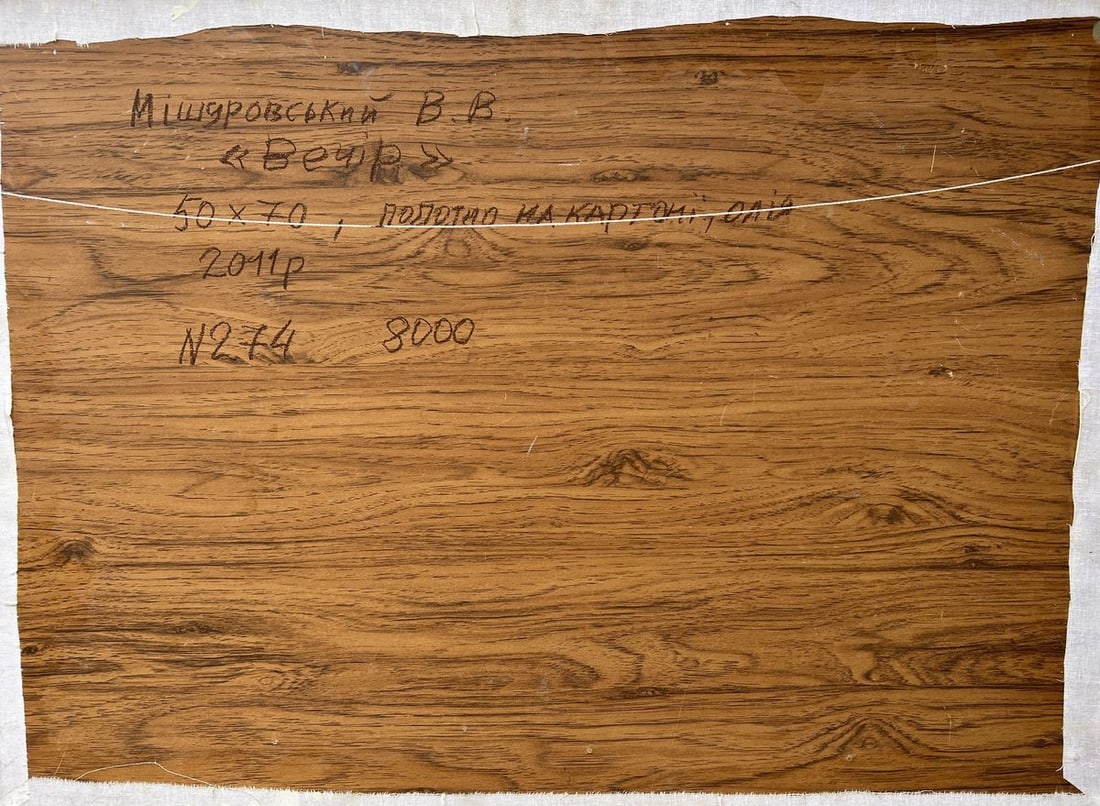 Мішуровський В.В.
«Вечір»
50×70, полотно на картоні, олія
2011р
N274 8000